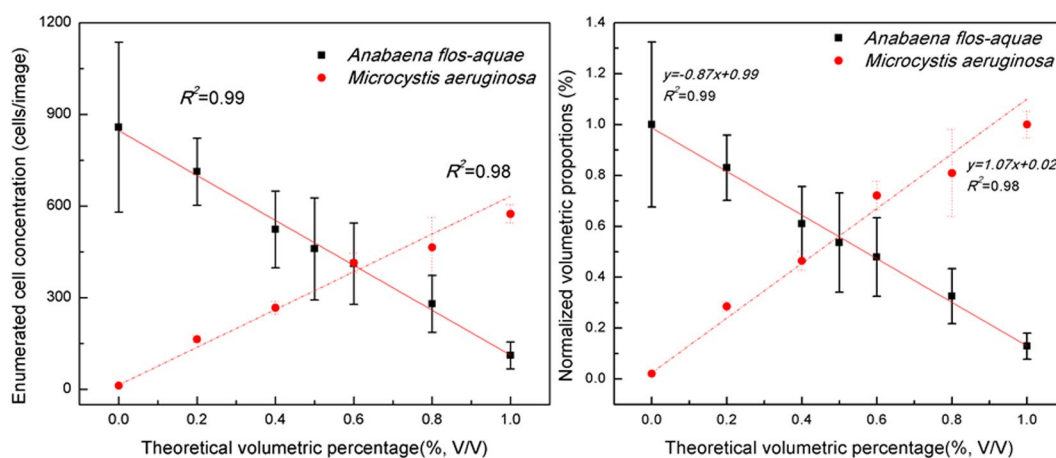 Enumerated cell concentration (cells/image)
1200
900
600
300
0
Anabaena flos-aquae
Microcystis aeruginosa
R²=0.99
R²=0.98
0.0 0.2 0.4 0.6 0.8 1.0
Theoretical volumetric percentage(%, V/V)
Normalized volumetric proportions (%)
1.4
1.2
1.0
0.8
0.6
0.4
0.2
0.0
Anabaena flos-aquae
Microcystis aeruginosa
y=-0.87x+0.99
R²=0.99
y=1.07x+0.02
R²=0.98
0.0 0.2 0.4 0.6 0.8 1.0
Theoretical volumetric percentage(%, V/V)